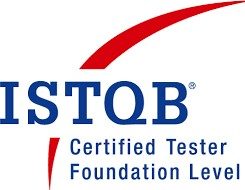 ISTQB®
Certified Tester
Foundation Level